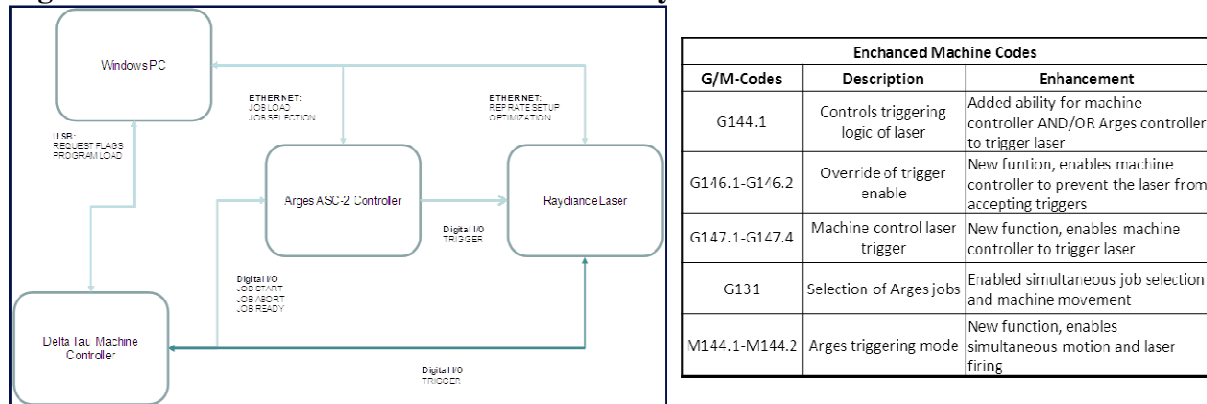 Windows PC
ETHERNET:
JOB LOAD
JOB SELECTION
ETHERNET:
REPRATE SETUP
OPTIMIZATION
USB:
REQUEST FLAGS
PROGRAM LOAD
Arges ASC-2 Controller
Raydiance Laser
Digital I/O
TRIGGER
Digital I/O
JOB START
JOB ABORT
JOB READY
Delta Tau Machine
Controller
Digital I/O
TRIGGER
Enchanced Machine Codes
G/M-Codes Description Enhancement
G144.1
Controls triggering
logic of laser
Added ability for machine
controller AND/OR Arges controller
to trigger laser
G146.1-G146.2
Override of trigger
enable
New funtion, enables machine
controller to prevent the laser from
accepting triggers
G147.1-G147.4
Machine control laser
trigger
New function, enables machine
controller to trigger laser
G131
Selection of Arges jobs
Enabled simultaneous job selection
and machine movement
M144.1-M144.2
Arges triggering mode
New function, enables
simultaneous motion and laser
firing